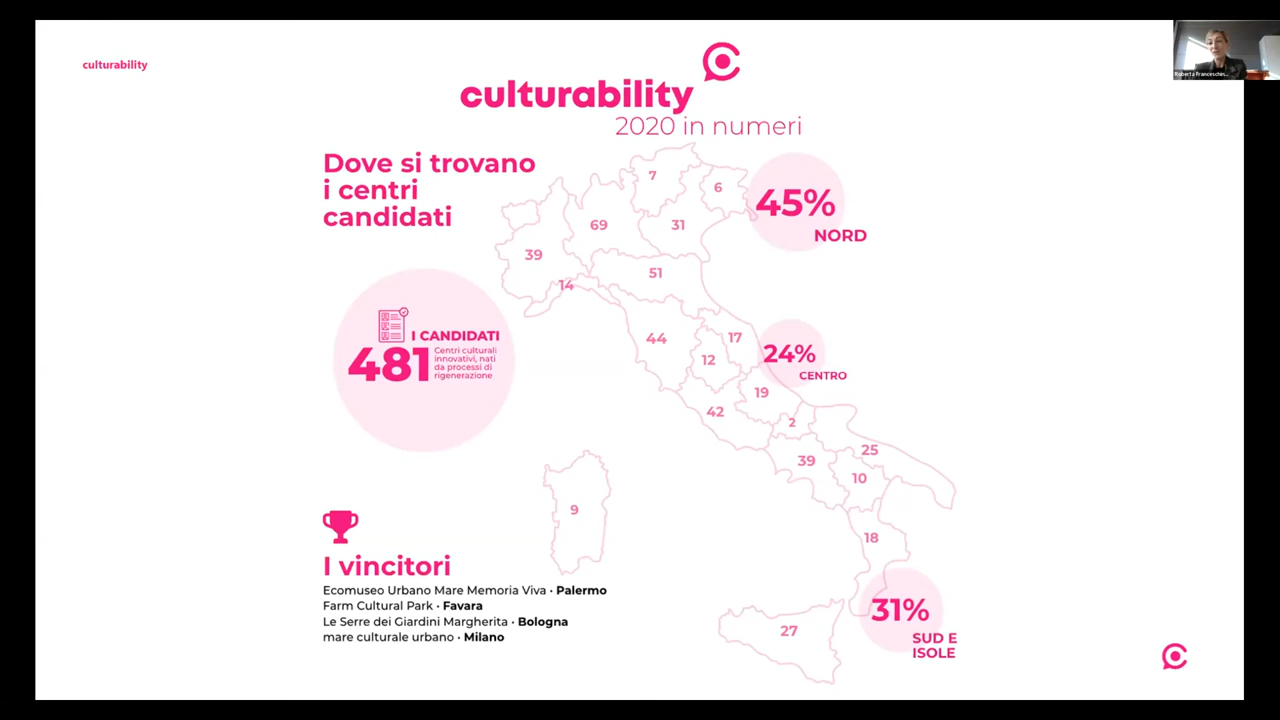 culturability
culturability
2020 in numeri
Dove si trovano
i centri
candidati
7
6
45%
NORD
69
31
39
51
14
I CANDIDATI
481
Centri culturali
innovativi, nati
da processi di
rigenerazione
44
17
12
24%
CENTRO
19
42
2
25
39
10
9
18
I vincitori
Ecomuseo Urbano Mare Memoria Viva · Palermo
Farm Cultural Park · Favara
Le Serre dei Giardini Margherita · Bologna
mare culturale urbano · Milano
31%
SUD E
ISOLE
27
Roberta Franceschin...